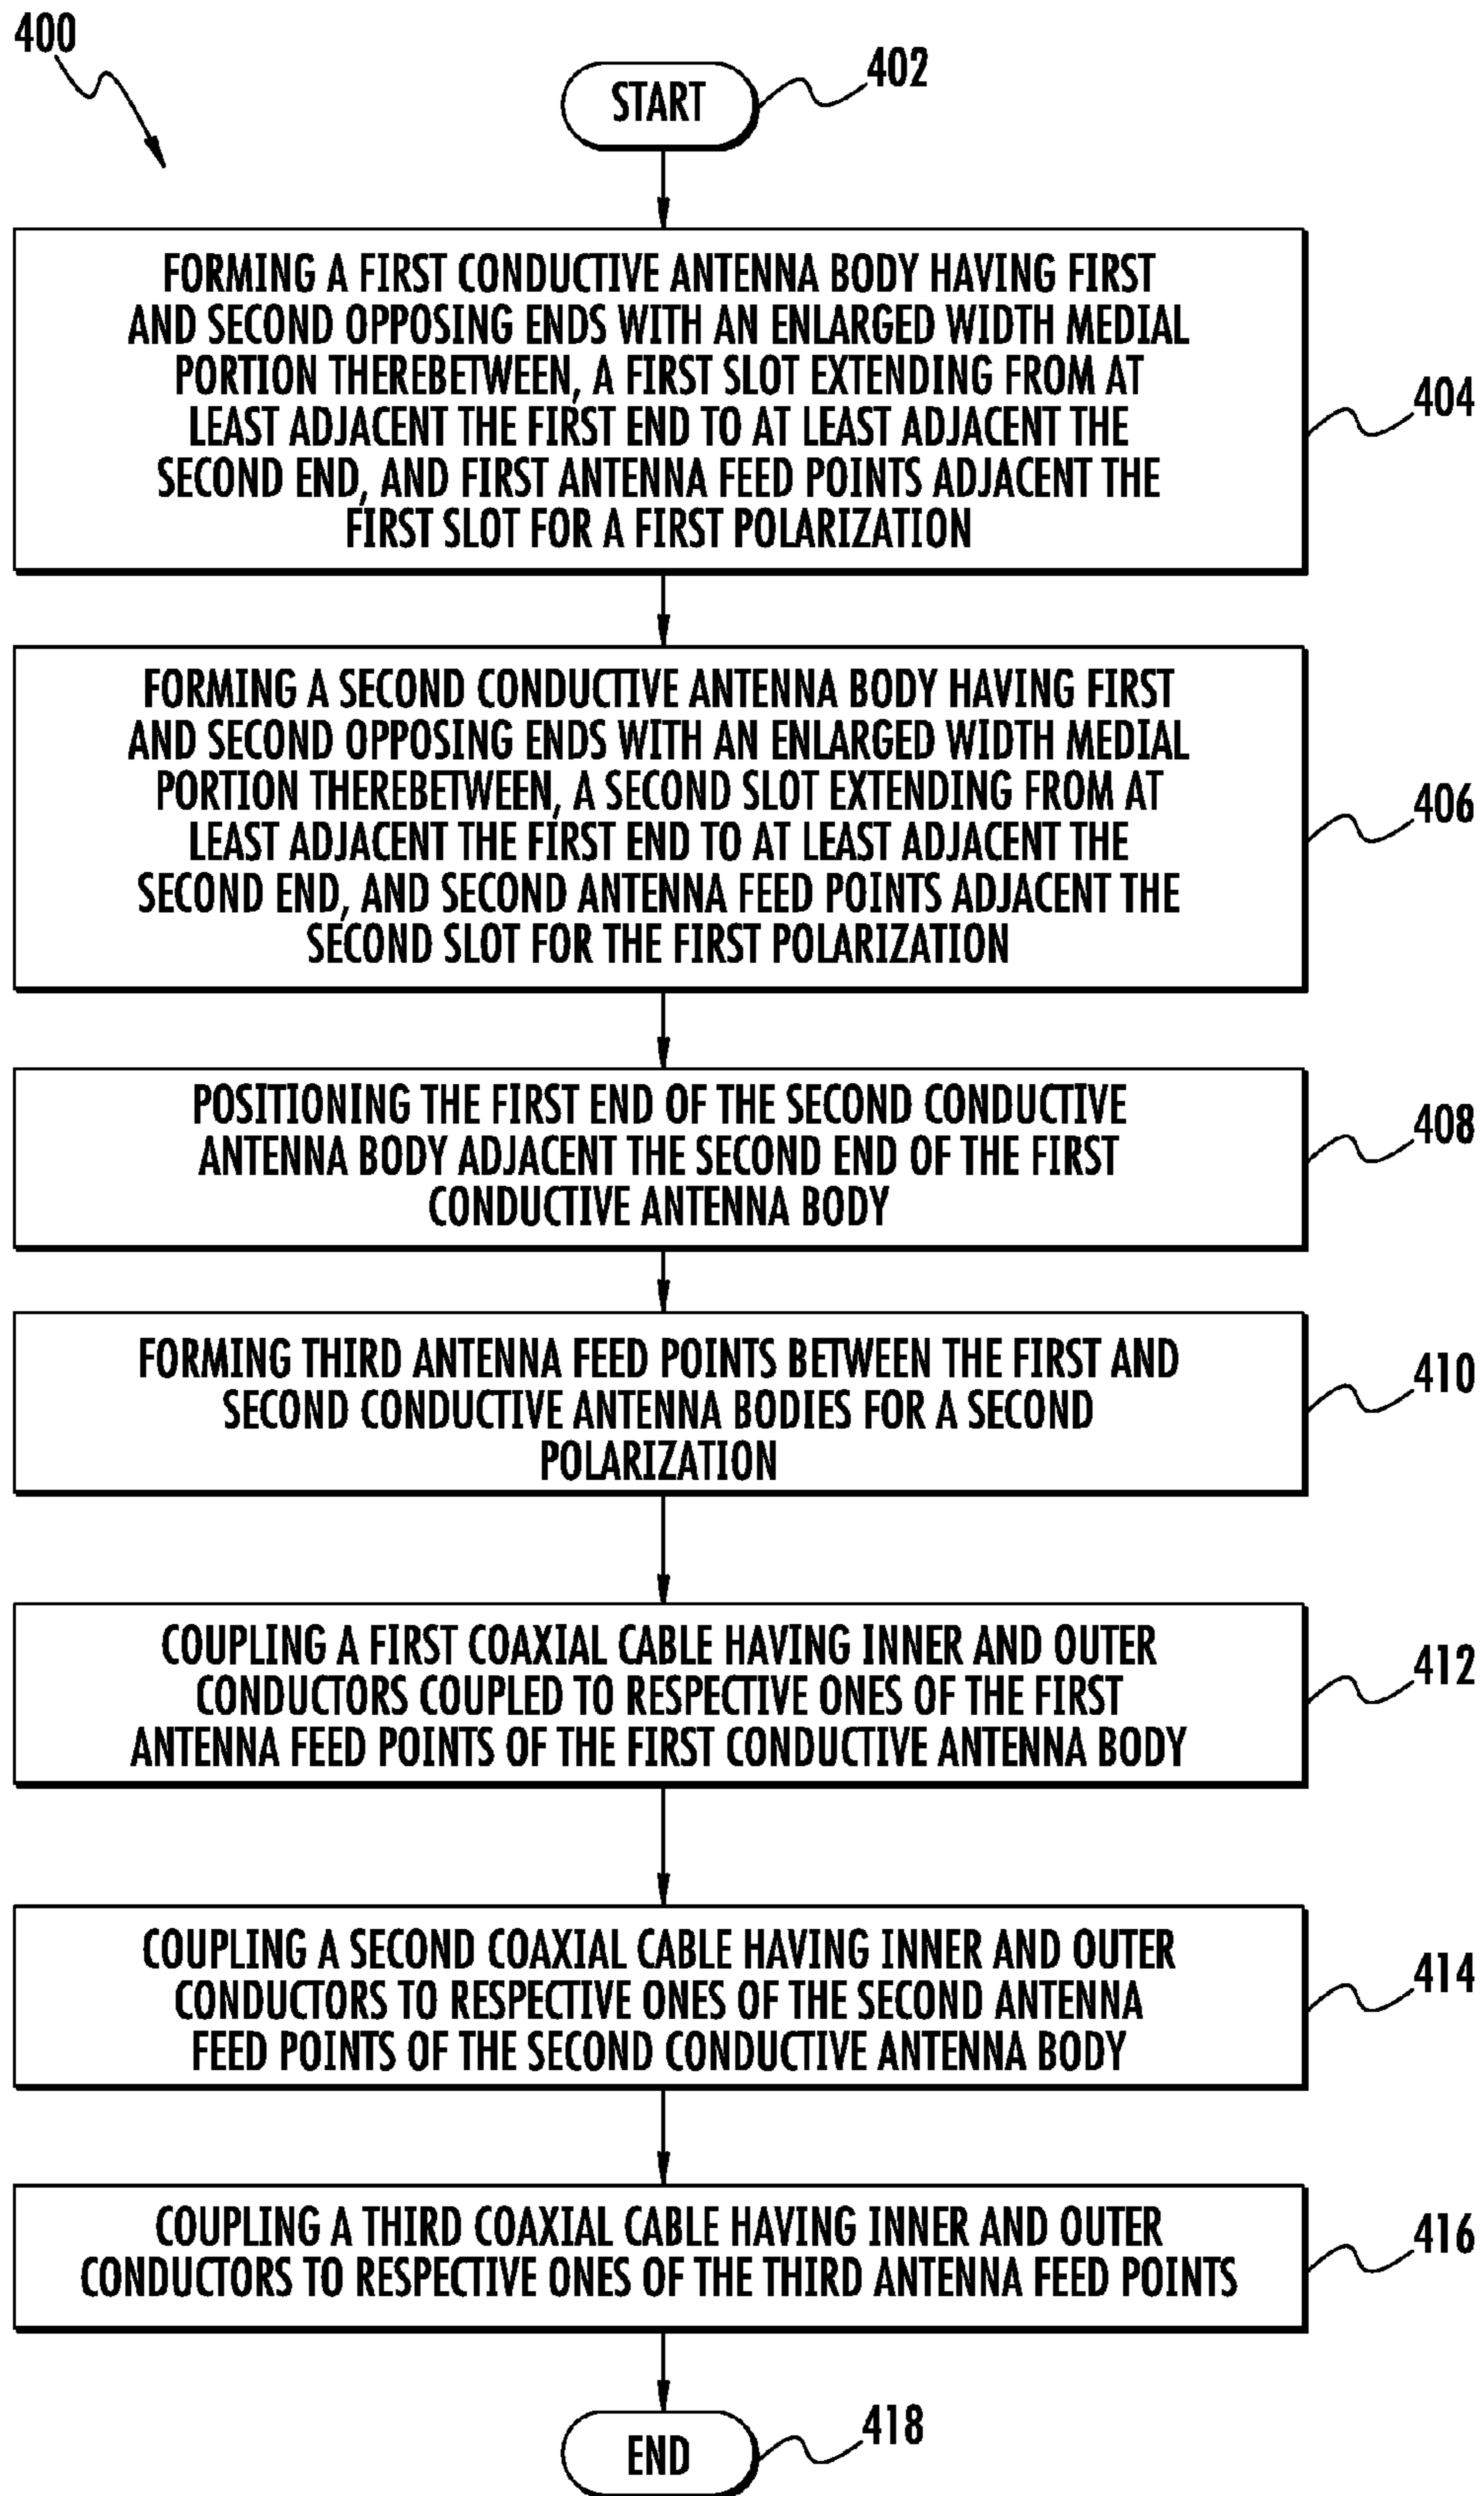 400
START
402
FORMING A FIRST CONDUCTIVE ANTENNA BODY HAVING FIRST
AND SECOND OPPOSING ENDS WITH AN ENLARGED WIDTH MEDIAL
PORTION THEREBETWEEN, A FIRST SLOT EXTENDING FROM AT
LEAST ADJACENT THE FIRST END TO AT LEAST ADJACENT THE
SECOND END, AND FIRST ANTENNA FEED POINTS ADJACENT THE
FIRST SLOT FOR A FIRST POLARIZATION
404
FORMING A SECOND CONDUCTIVE ANTENNA BODY HAVING FIRST
AND SECOND OPPOSING ENDS WITH AN ENLARGED WIDTH MEDIAL
PORTION THEREBETWEEN, A SECOND SLOT EXTENDING FROM AT
LEAST ADJACENT THE FIRST END TO AT LEAST ADJACENT THE
SECOND END, AND SECOND ANTENNA FEED POINTS ADJACENT THE
SECOND SLOT FOR THE FIRST POLARIZATION
406
POSITIONING THE FIRST END OF THE SECOND CONDUCTIVE
ANTENNA BODY ADJACENT THE SECOND END OF THE FIRST
CONDUCTIVE ANTENNA BODY
408
FORMING THIRD ANTENNA FEED POINTS BETWEEN THE FIRST AND
SECOND CONDUCTIVE ANTENNA BODIES FOR A SECOND
POLARIZATION
410
COUPLING A FIRST COAXIAL CABLE HAVING INNER AND OUTER
CONDUCTORS COUPLED TO RESPECTIVE ONES OF THE FIRST
ANTENNA FEED POINTS OF THE FIRST CONDUCTIVE ANTENNA BODY
412
COUPLING A SECOND COAXIAL CABLE HAVING INNER AND OUTER
CONDUCTORS TO RESPECTIVE ONES OF THE SECOND ANTENNA
FEED POINTS OF THE SECOND CONDUCTIVE ANTENNA BODY
414
COUPLING A THIRD COAXIAL CABLE HAVING INNER AND OUTER
CONDUCTORS TO RESPECTIVE ONES OF THE THIRD ANTENNA FEED POINTS
416
END
418